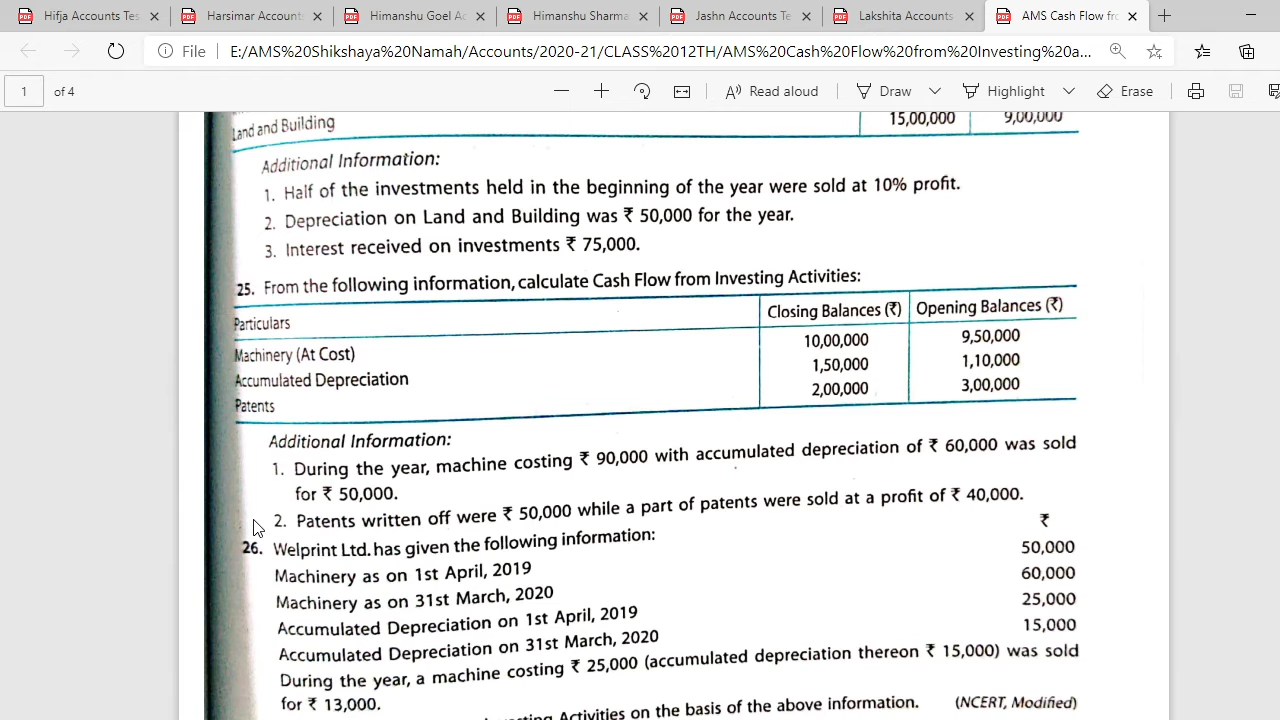 Hifja Accounts Tes
Harsimar Account
Himanshu Goel Ac
Himanshu Sharma
Jashn Accounts Te
Lakshita Accounts
AMS Cash Flow fro
File
E:/AMS%20Shikshaya%20Namah/Accounts/2020-21/CLASS%2012TH/AMS%20Cash%20Flow%20from%20Investing%20a...
1 of 4
Read aloud
Draw
Highlight
Erase
Land and Building 15,00,000 9,00,000
Additional Information:
1. Half of the investments held in the beginning of the year were sold at 10% profit.
2. Depreciation on Land and Building was ₹ 50,000 for the year.
3. Interest received on investments ₹ 75,000.
25. From the following information, calculate Cash Flow from Investing Activities:
Particulars Closing Balances (₹) Opening Balances (₹)
Machinery (At Cost) 10,00,000 9,50,000
Accumulated Depreciation 1,50,000 1,10,000
Patents 2,00,000 3,00,000
Additional Information:
1. During the year, machine costing ₹ 90,000 with accumulated depreciation of ₹ 60,000 was sold
for ₹ 50,000.
2. Patents written off were ₹ 50,000 while a part of patents were sold at a profit of ₹ 40,000.
₹
26. Welprint Ltd. has given the following information:
Machinery as on 1st April, 2019 50,000
Machinery as on 31st March, 2020 60,000
Accumulated Depreciation on 1st April, 2019 25,000
Accumulated Depreciation on 31st March, 2020 15,000
During the year, a machine costing ₹ 25,000 (accumulated depreciation thereon ₹ 15,000) was sold
for ₹ 13,000.
Activities on the basis of the above information. (NCERT, Modified)